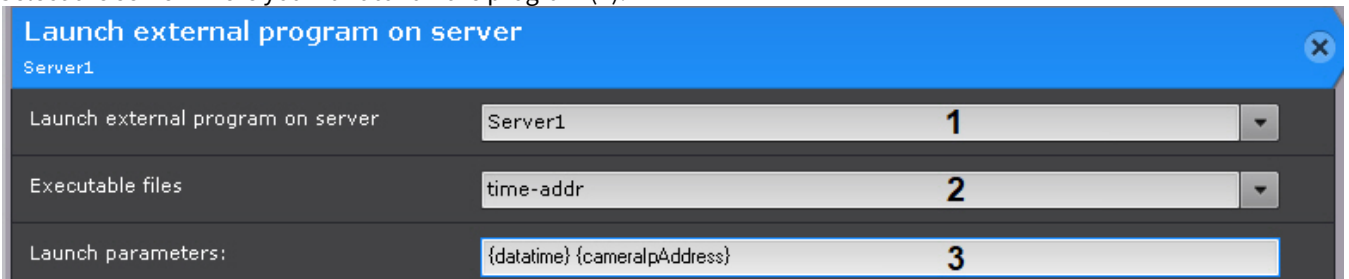 Launch external program on server
Server1
Launch external program on server Server1 1
Executable files time-addr 2
Launch parameters: {datatime} {cameraIpAddress} 3